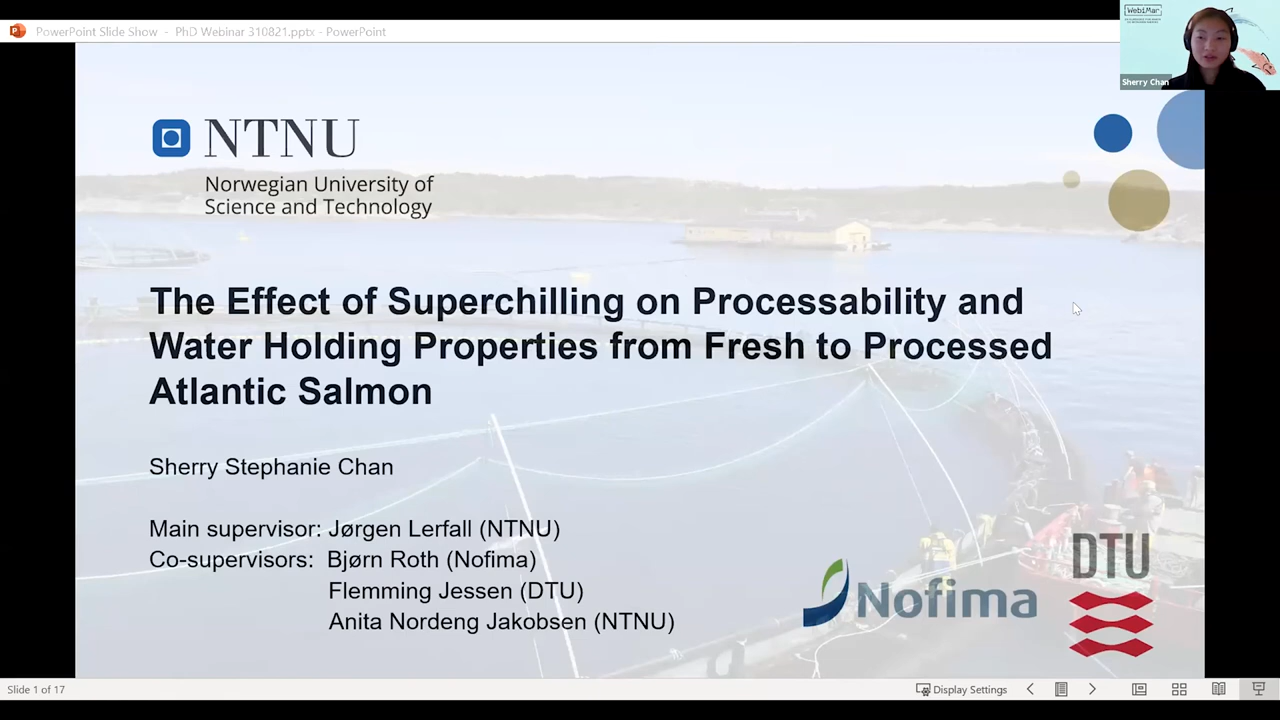 PowerPoint Slide Show - PhD Webinar 310821.pptx - PowerPoint
WebiMar
Sherry Chan
NTNU
Norwegian University of
Science and Technology
The Effect of Superchilling on Processability and
Water Holding Properties from Fresh to Processed
Atlantic Salmon
Sherry Stephanie Chan
Main supervisor: Jørgen Lerfall (NTNU)
Co-supervisors: Bjørn Roth (Nofima)
Flemming Jessen (DTU)
Anita Nordeng Jakobsen (NTNU)
Nofima
DTU
Slide 1 of 17
Display Settings